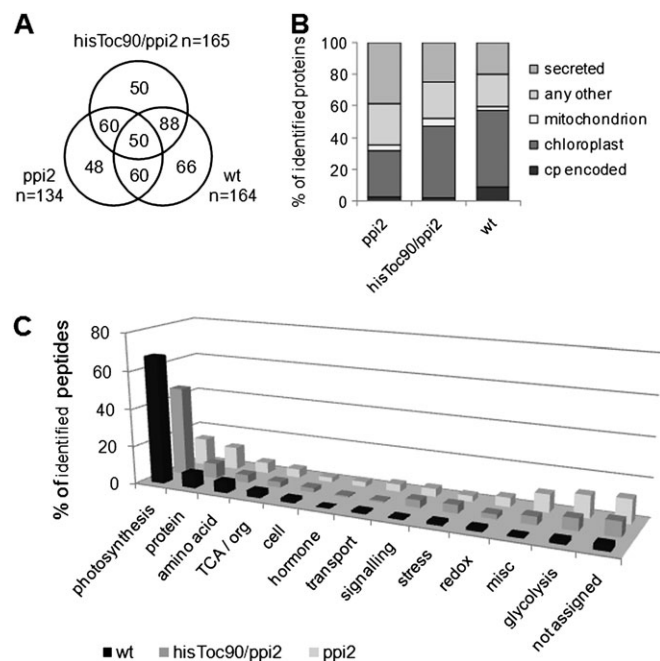 A
hisToc90/ppi2 n=165
50
60
88
50
48
60
66
ppi2
n=134
wt
n=164
B
% of identified proteins
100
80
60
40
20
0
ppi2
hisToc90/ppi2
wt
secreted
any other
mitochondrion
chloroplast
cp encoded
C
% of identified peptides
80
60
40
20
0
photosynthesis
protein
amino acid
TCA / org
cell
hormone
transport
signalling
stress
redox
misc
glycolysis
not assigned
wt
hisToc90/ppi2
ppi2